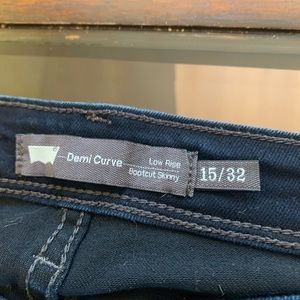 Demi Curve
Low Rise
Bootcut Skinny
15/32